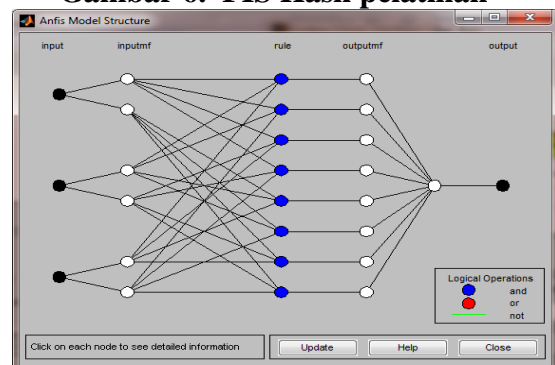 Gambar 6. FIS Hasil pelatihan
Anfis Model Structure
input inputmf rule outputmf output
Logical Operations
and
or
not
Click on each node to see detailed information
Update Help Close